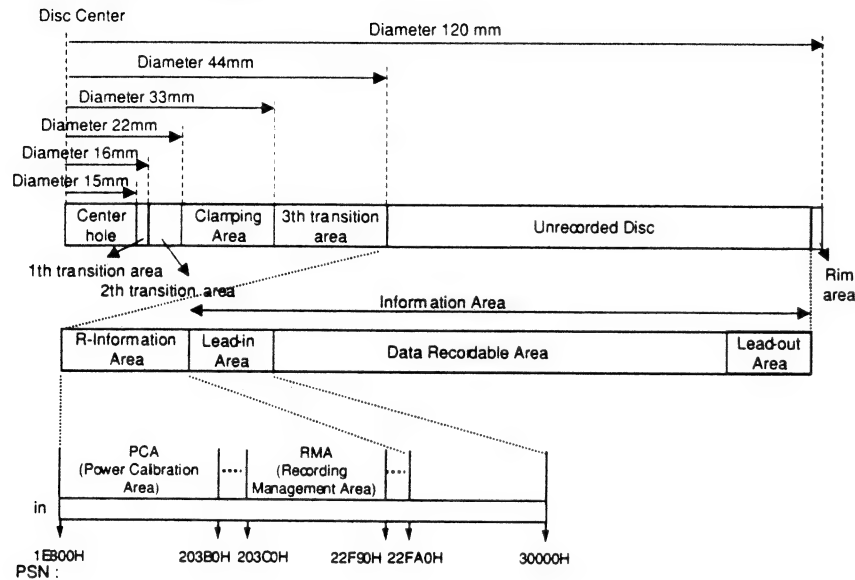 Disc Center
Diameter 120 mm
Diameter 44mm
Diameter 33mm
Diameter 22mm
Diameter 16mm
Diameter 15mm
Center hole
Clamping Area
3th transition area
Unrecorded Disc
1th transition area
2th transition area
Rim area
Information Area
R-Information Area
Lead-in Area
Data Recordable Area
Lead-out Area
PCA
(Power Calibration Area)
RMA
(Recording Management Area)
in
1E800H 203B0H 203C0H 22F90H 22FA0H 30000H
PSN :